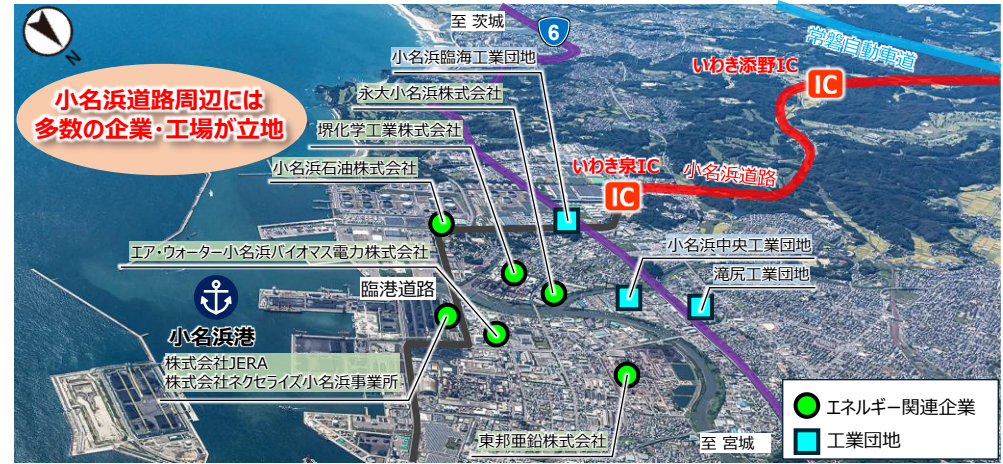 N
至 茨城
6
常磐自動車道
小名浜臨海工業団地
いわき添野IC
IC
小名浜道路周辺には
多数の企業・工場が立地
永大小名浜株式会社
堺化学工業株式会社
いわき泉IC
小名浜石油株式会社
小名浜道路
IC
エア・ウォーター小名浜バイオマス電力株式会社
小名浜中央工業団地
滝尻工業団地
臨港道路
小名浜港
株式会社JERA
株式会社ネクセライズ小名浜事業所
エネルギー関連企業
東邦亜鉛株式会社
至 宮城
工業団地